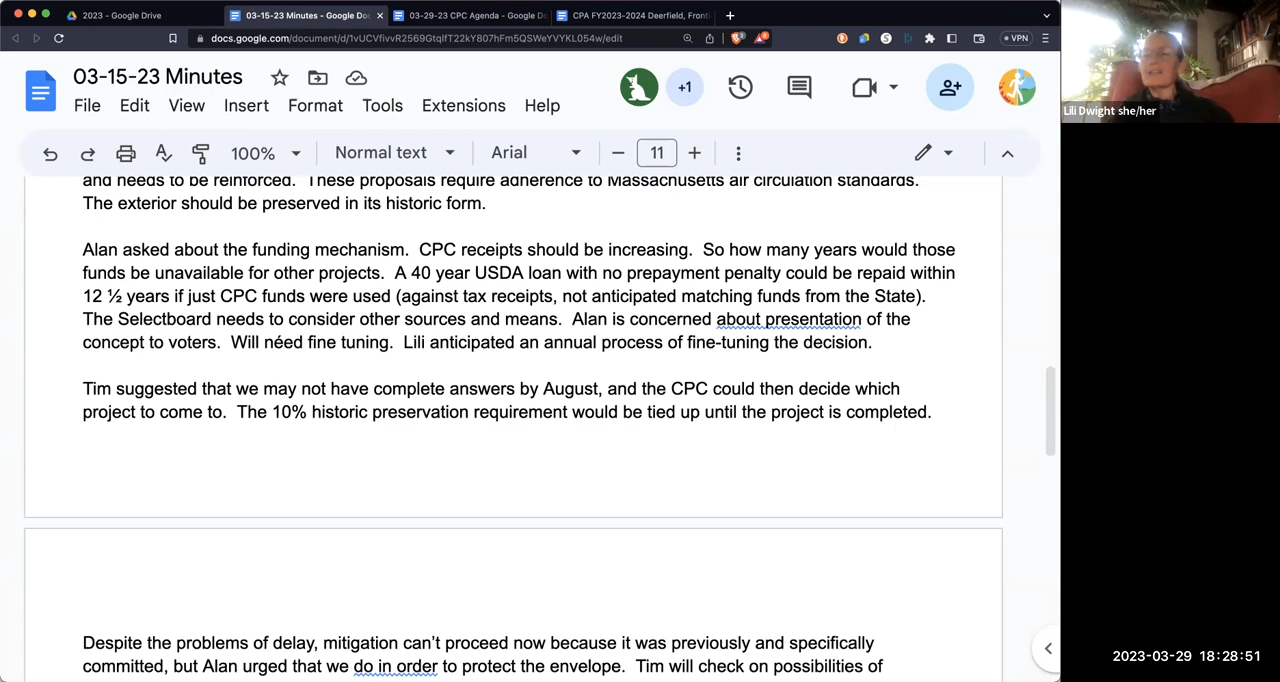 2023 - Google Drive
03-15-23 Minutes - Google Doc
03-29-23 CPC Agenda - Google D
CPA FY2023-2024 Deerfield, Fronti
docs.google.com/document/d/1vUCVfivvR2569GtqlfT22kY807hFm5QSWeYVYKL054w/edit
VPN
03-15-23 Minutes
+1
File Edit View Insert Format Tools Extensions Help
100% Normal text Arial 11
and needs to be reinforced. These proposals require adherence to Massachusetts air circulation standards.
The exterior should be preserved in its historic form.
Alan asked about the funding mechanism. CPC receipts should be increasing. So how many years would those
funds be unavailable for other projects. A 40 year USDA loan with no prepayment penalty could be repaid within
12 ½ years if just CPC funds were used (against tax receipts, not anticipated matching funds from the State).
The Selectboard needs to consider other sources and means. Alan is concerned about presentation of the
concept to voters. Will néed fine tuning. Lili anticipated an annual process of fine-tuning the decision.
Tim suggested that we may not have complete answers by August, and the CPC could then decide which
project to come to. The 10% historic preservation requirement would be tied up until the project is completed.
Despite the problems of delay, mitigation can't proceed now because it was previously and specifically
committed, but Alan urged that we do in order to protect the envelope. Tim will check on possibilities of
Lili Dwight she/her
2023-03-29 18:28:51